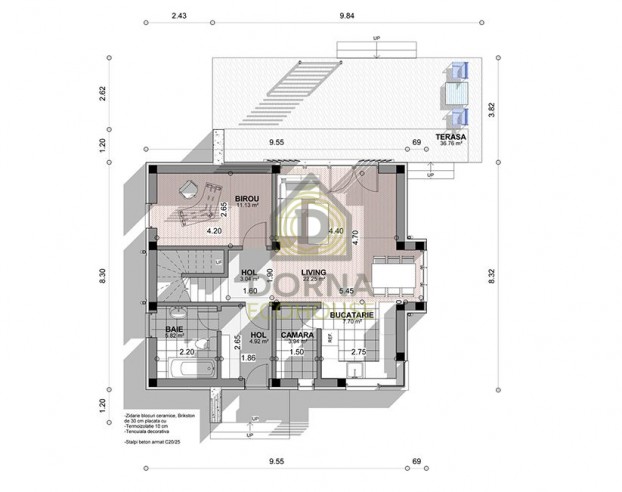 2.43
9.84
UP
2.62
3.82
TERASA
36.76 m²
1.20
9.55
69
UP
BIROU
11.13 m²
2.65
4.20
4.40
4.70
D
DORNA
HOL
3.04 m²
1.90
1.60
LIVING
22.25 m²
5.45
8.30
8.32
BUCATARIE
7.70 m²
BAIE
5.82 m²
2.20
2.65
HOL
4.92 m²
1.86
CAMARA
3.94 m²
1.50
REF.
2.75
1.20
UP
UP
-Zidarie blocuri ceramice, Brikston
de 30 cm placata cu
-Termoizolatie 10 cm
-Tencuiala decorativa
-Stalpi beton armat C20/25
9.55
69